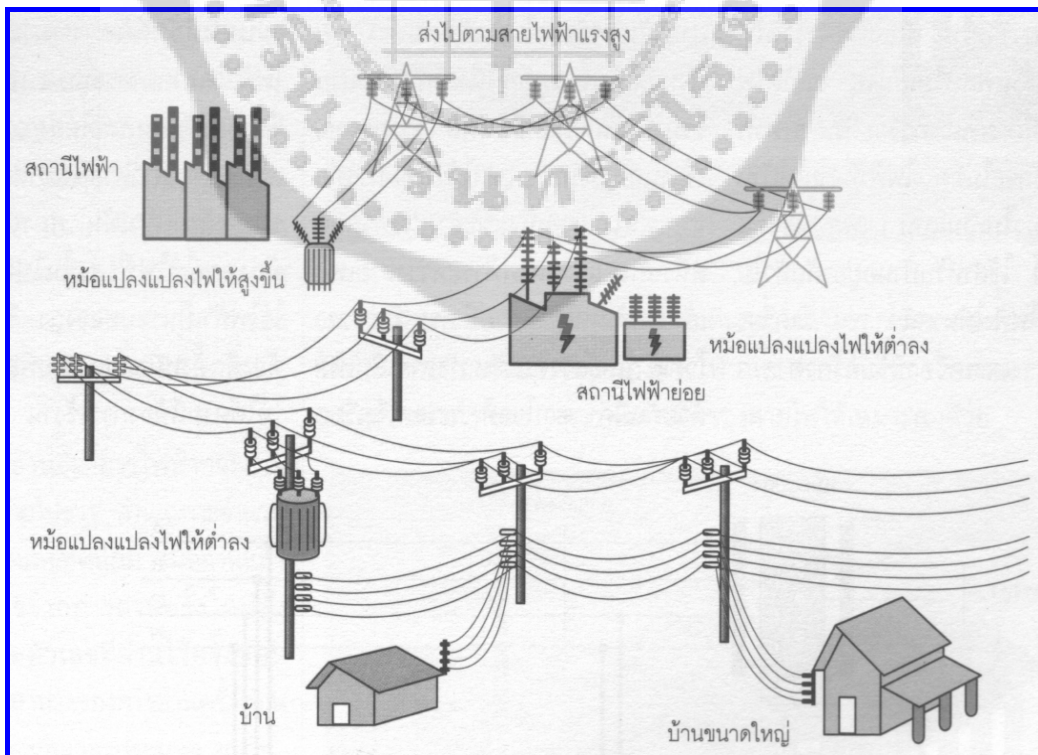 ส่งไปตามสายไฟฟ้าแรงสูง
สถานีไฟฟ้า
หม้อแปลงแปลงไฟให้สูงขึ้น
หม้อแปลงแปลงไฟให้ต่ำลง
สถานีไฟฟ้าย่อย
หม้อแปลงแปลงไฟให้ต่ำลง
บ้าน
บ้านขนาดใหญ่